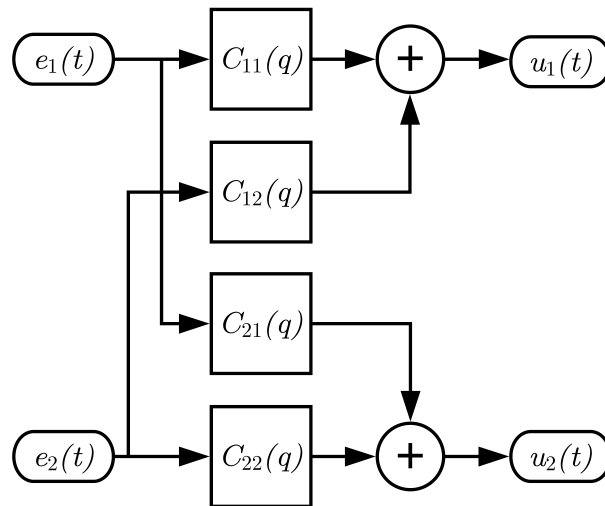 e₁(t) C₁₁(q) + u₁(t)
C₁₂(q)
C₂₁(q)
e₂(t) C₂₂(q) + u₂(t)